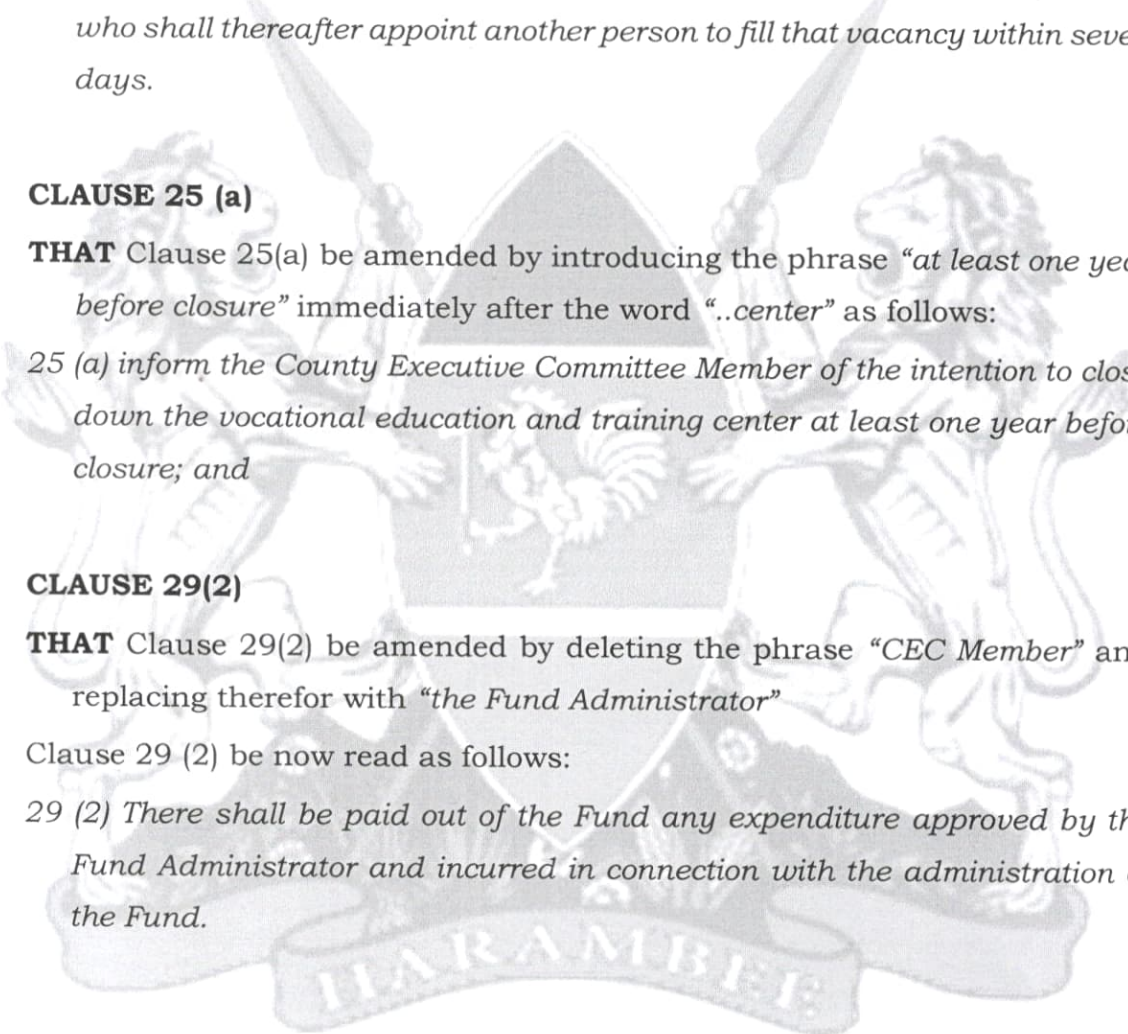 who shall thereafter appoint another person to fill that vacancy within seve
days.
CLAUSE 25 (a)
THAT Clause 25(a) be amended by introducing the phrase “at least one yea
before closure” immediately after the word “..center” as follows:
25 (a) inform the County Executive Committee Member of the intention to clos
down the vocational education and training center at least one year befor
closure; and
CLAUSE 29(2)
THAT Clause 29(2) be amended by deleting the phrase “CEC Member” an
replacing therefor with “the Fund Administrator”
Clause 29 (2) be now read as follows:
29 (2) There shall be paid out of the Fund any expenditure approved by th
Fund Administrator and incurred in connection with the administration
the Fund.
HARAMBEE